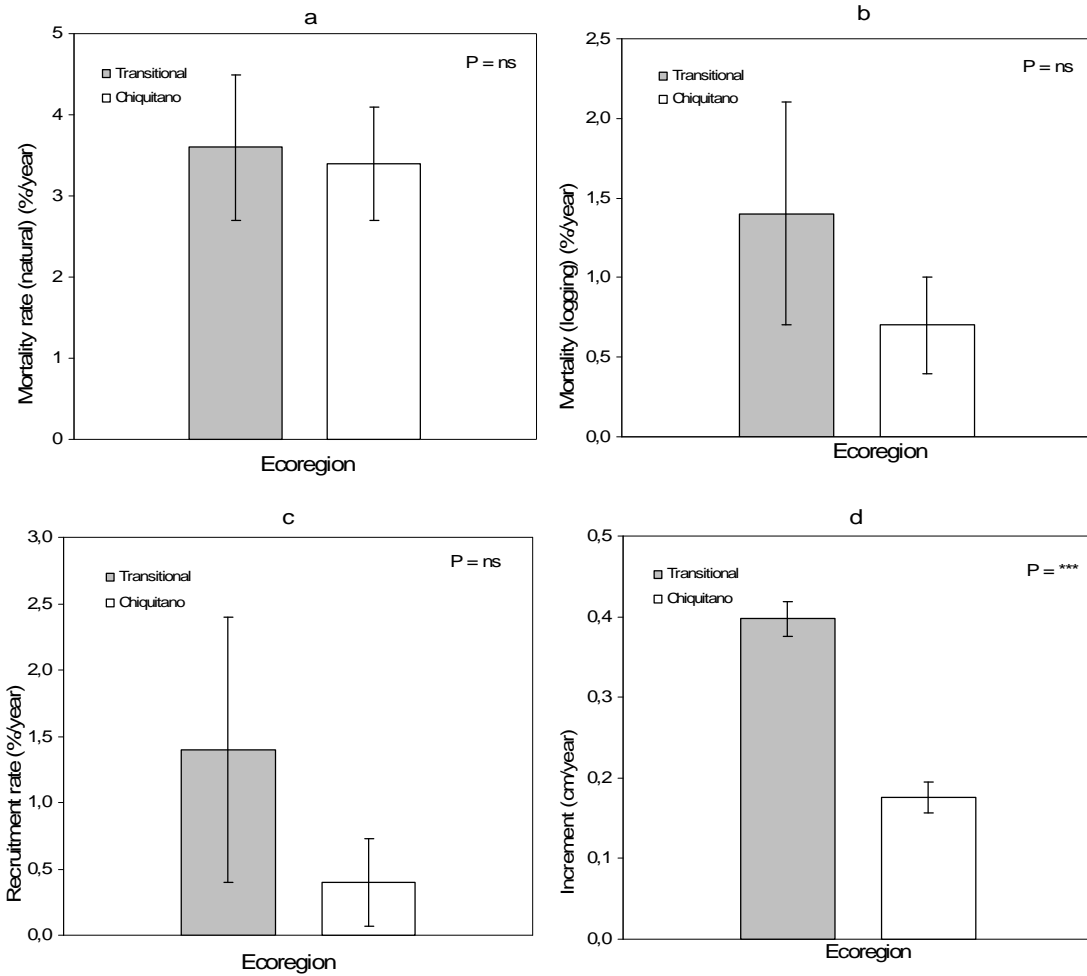 a
Mortality rate (natural) (%/year)
5
4
3
2
1
0
Transitional
Chiquitano
P = ns
Ecoregion
b
Mortality (logging) (%/year)
2,5
2,0
1,5
1,0
0,5
0,0
Transitional
Chiquitano
P = ns
Ecoregion
c
Recruitment rate (%/year)
3,0
2,5
2,0
1,5
1,0
0,5
0,0
Transitional
Chiquitano
P = ns
Ecoregion
d
Increment (cm/year)
0,5
0,4
0,3
0,2
0,1
0,0
Transitional
Chiquitano
P = ***
Ecoregion